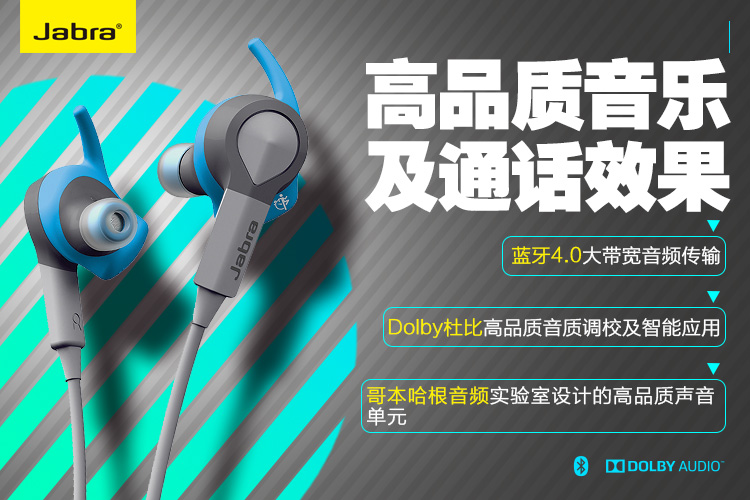 Jabra®
高品质音乐
及通话效果
蓝牙4.0大带宽音频传输
Dolby杜比高品质音质调校及智能应用
哥本哈根音频实验室设计的高品质声音
单元
Jabra
DOLBY AUDIO™